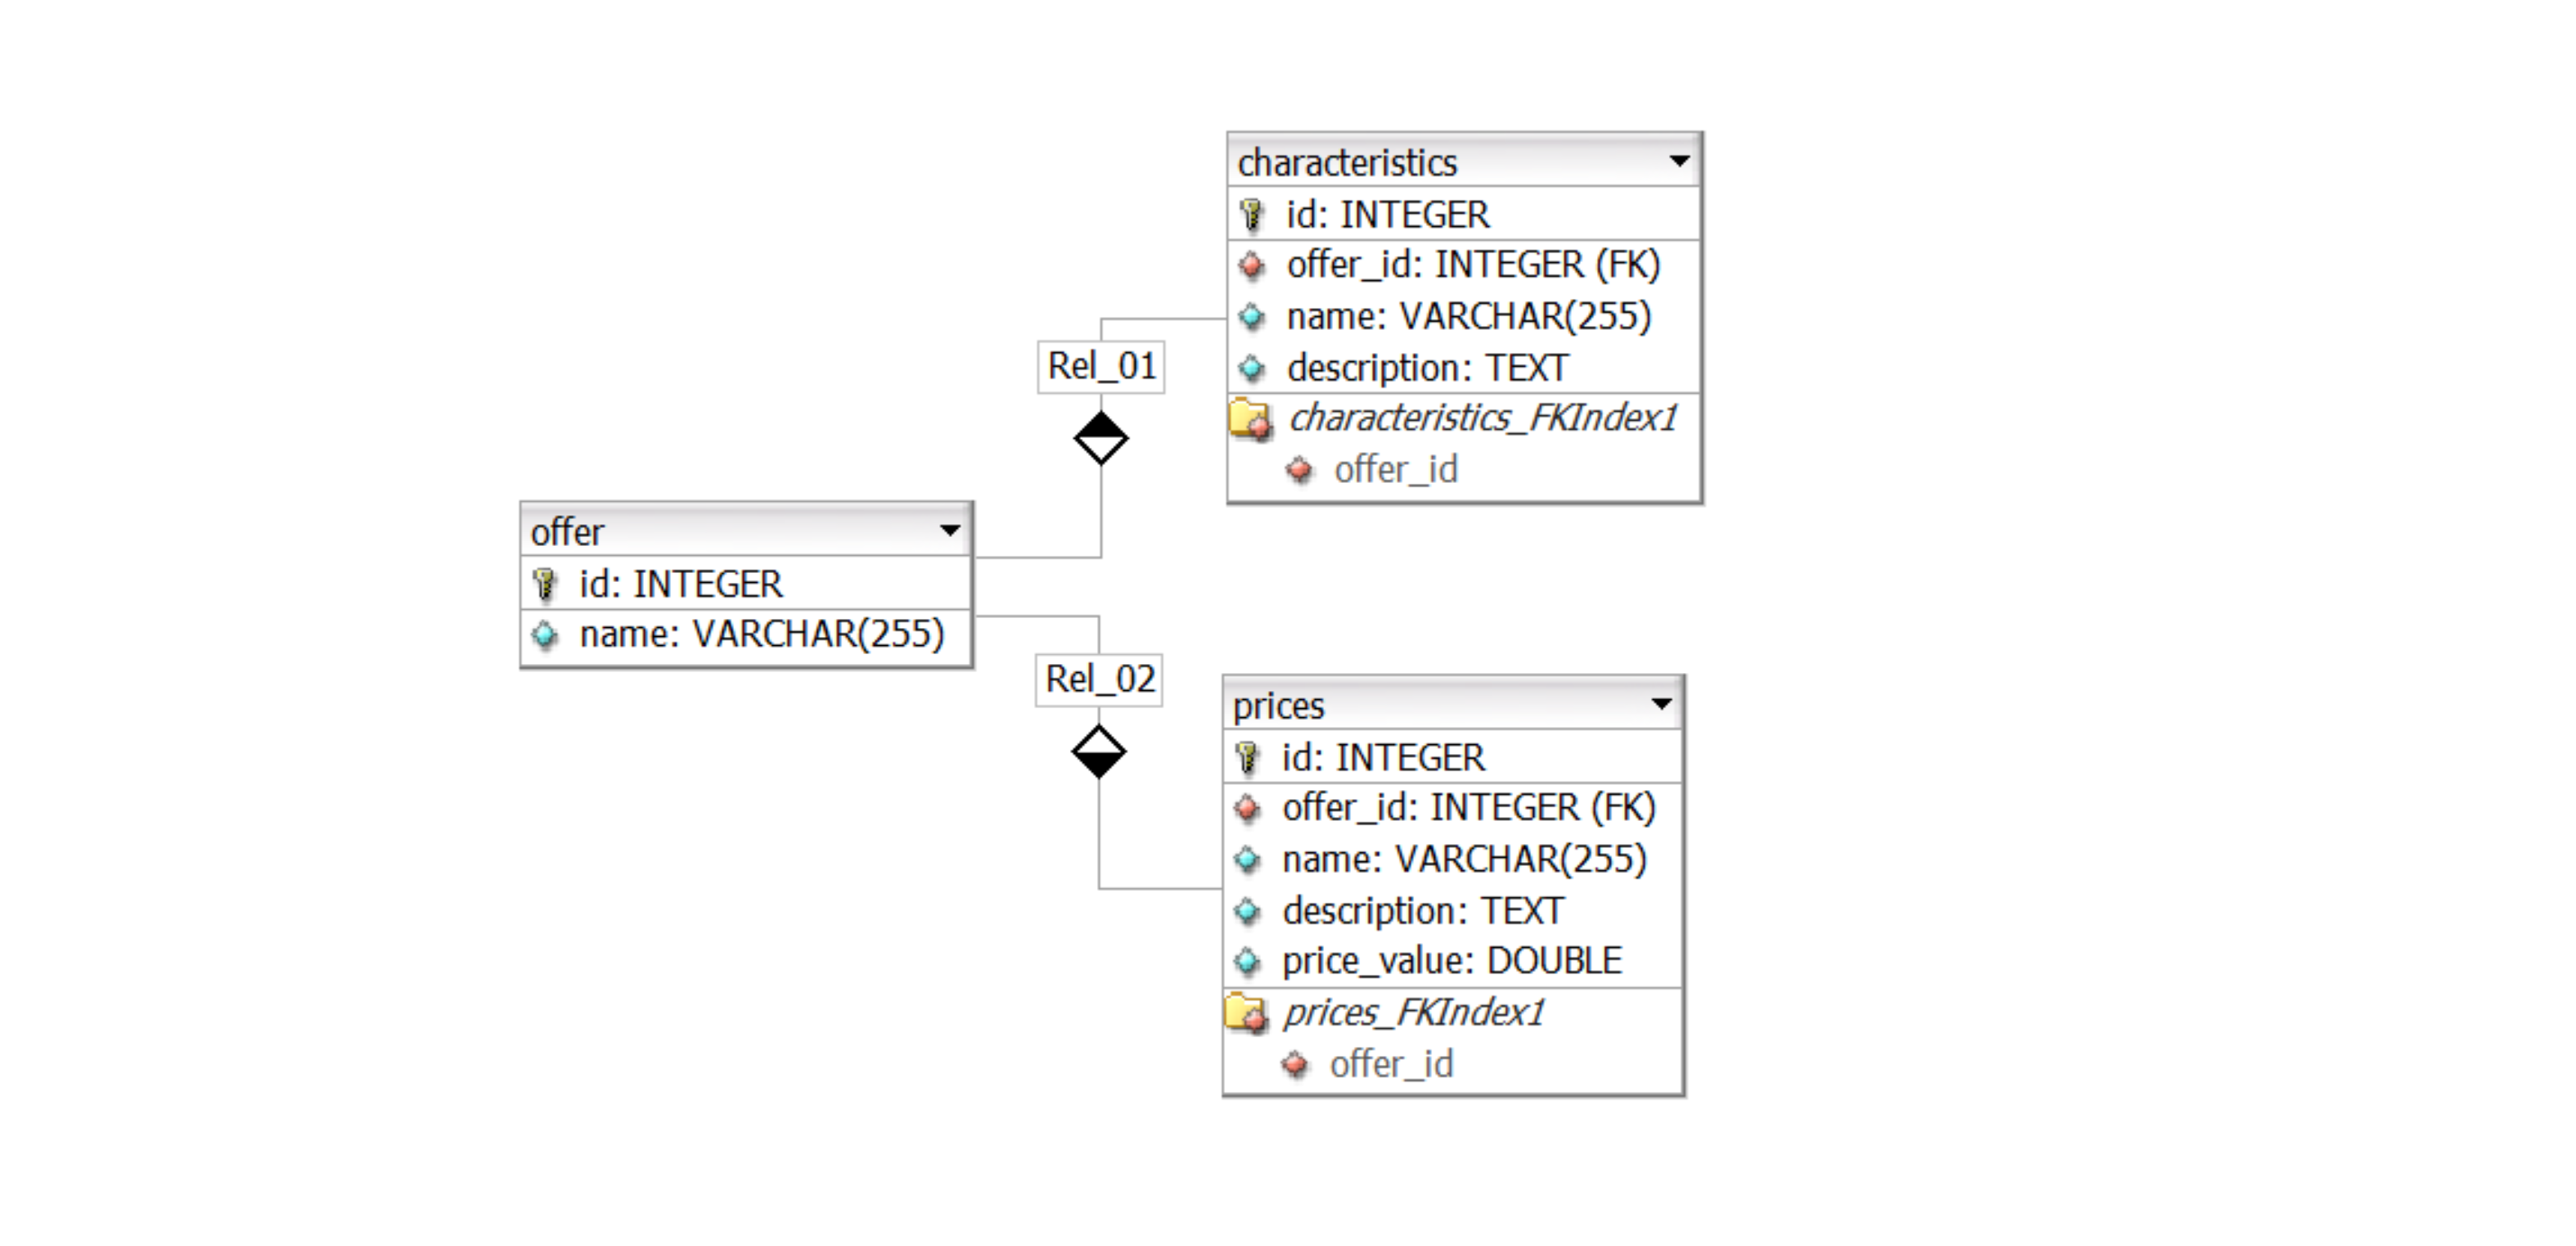 characteristics
id: INTEGER
offer_id: INTEGER (FK)
name: VARCHAR(255)
description: TEXT
characteristics_FKIndex1
offer_id
Rel_01
offer
id: INTEGER
name: VARCHAR(255)
Rel_02
prices
id: INTEGER
offer_id: INTEGER (FK)
name: VARCHAR(255)
description: TEXT
price_value: DOUBLE
prices_FKIndex1
offer_id